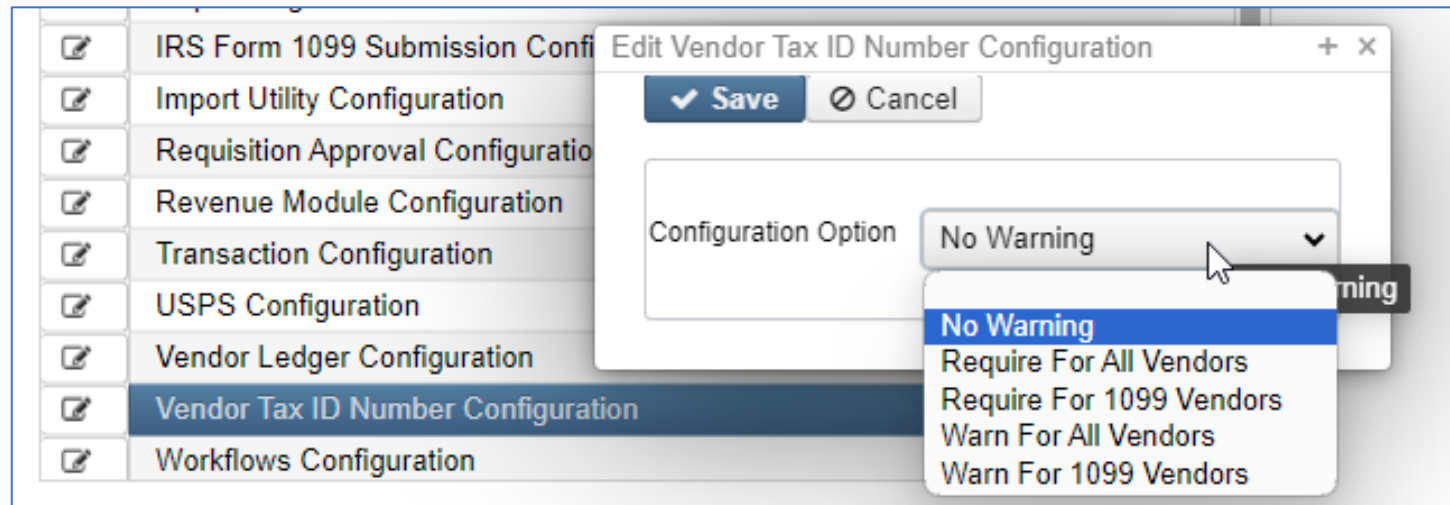 IRS Form 1099 Submission Confi
Edit Vendor Tax ID Number Configuration
Save
Cancel
Import Utility Configuration
Requisition Approval Configuratio
Revenue Module Configuration
Configuration Option
No Warning
Transaction Configuration
USPS Configuration
rning
No Warning
Require For All Vendors
Require For 1099 Vendors
Warn For All Vendors
Warn For 1099 Vendors
Vendor Ledger Configuration
Vendor Tax ID Number Configuration
Workflows Configuration